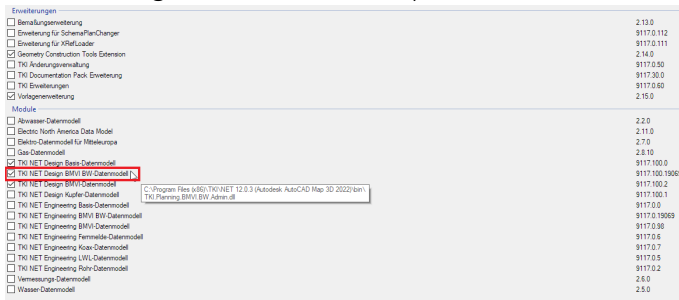 Erweiterungen
Bemaßungserweiterung 2.13.0
Erweiterung für SchemaPlanChanger 9117.0.112
Erweiterung für XRefLoader 9117.0.111
Geometry Construction Tools Extension 2.14.0
TKI Änderungsverwaltung 9117.0.50
TKI Documentation Pack Erweiterung 9117.30.0
TKI Erweiterungen 9117.0.60
Vorlagenerweiterung 2.15.0
Module
Abwasser-Datenmodell 2.2.0
Electric North America Data Model 2.11.0
Elektro-Datenmodell für Mitteleuropa 2.7.0
Gas-Datenmodell 2.8.10
TKI NET Design Basis-Datenmodell 9117.100.0
TKI NET Design BMVI BW-Datenmodell 9117.100.19069
TKI NET Design BMVI-Datenmodell 9117.100.2
C:\Program Files (x86)\TKI\NET 12.0.3 (Autodesk AutoCAD Map 3D 2022)\bin\
TKI.Planning.BMVI.BW.Admin.dll
TKI NET Design Kupfer-Datenmodell 9117.100.1
TKI NET Engineering Basis-Datenmodell 9117.0.0
TKI NET Engineering BMVI BW-Datenmodell 9117.0.19069
TKI NET Engineering BMVI-Datenmodell 9117.0.98
TKI NET Engineering Fernmelde-Datenmodell 9117.0.6
TKI NET Engineering Koax-Datenmodell 9117.0.7
TKI NET Engineering LWL-Datenmodell 9117.0.5
TKI NET Engineering Rohr-Datenmodell 9117.0.2
Vermessungs-Datenmodell 2.6.0
Wasser-Datenmodell 2.5.0